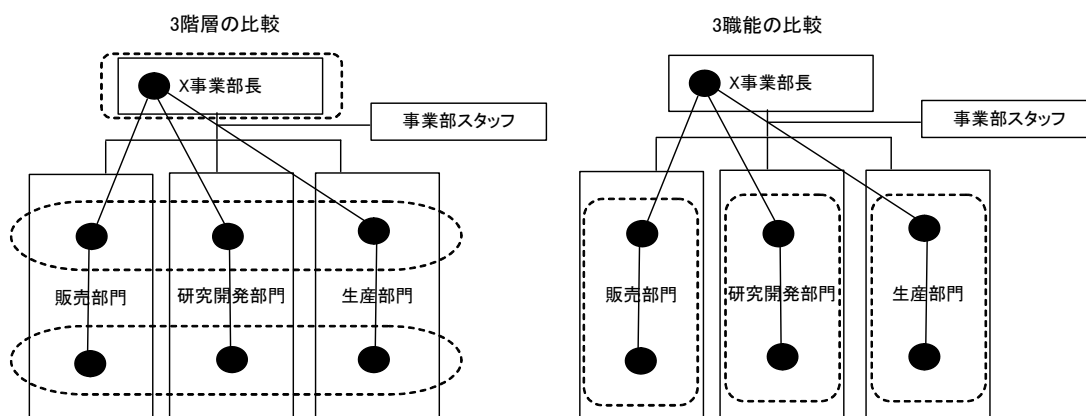 3階層の比較
X事業部長
事業部スタッフ
販売部門
研究開発部門
生産部門
3職能の比較
X事業部長
事業部スタッフ
販売部門
研究開発部門
生産部門